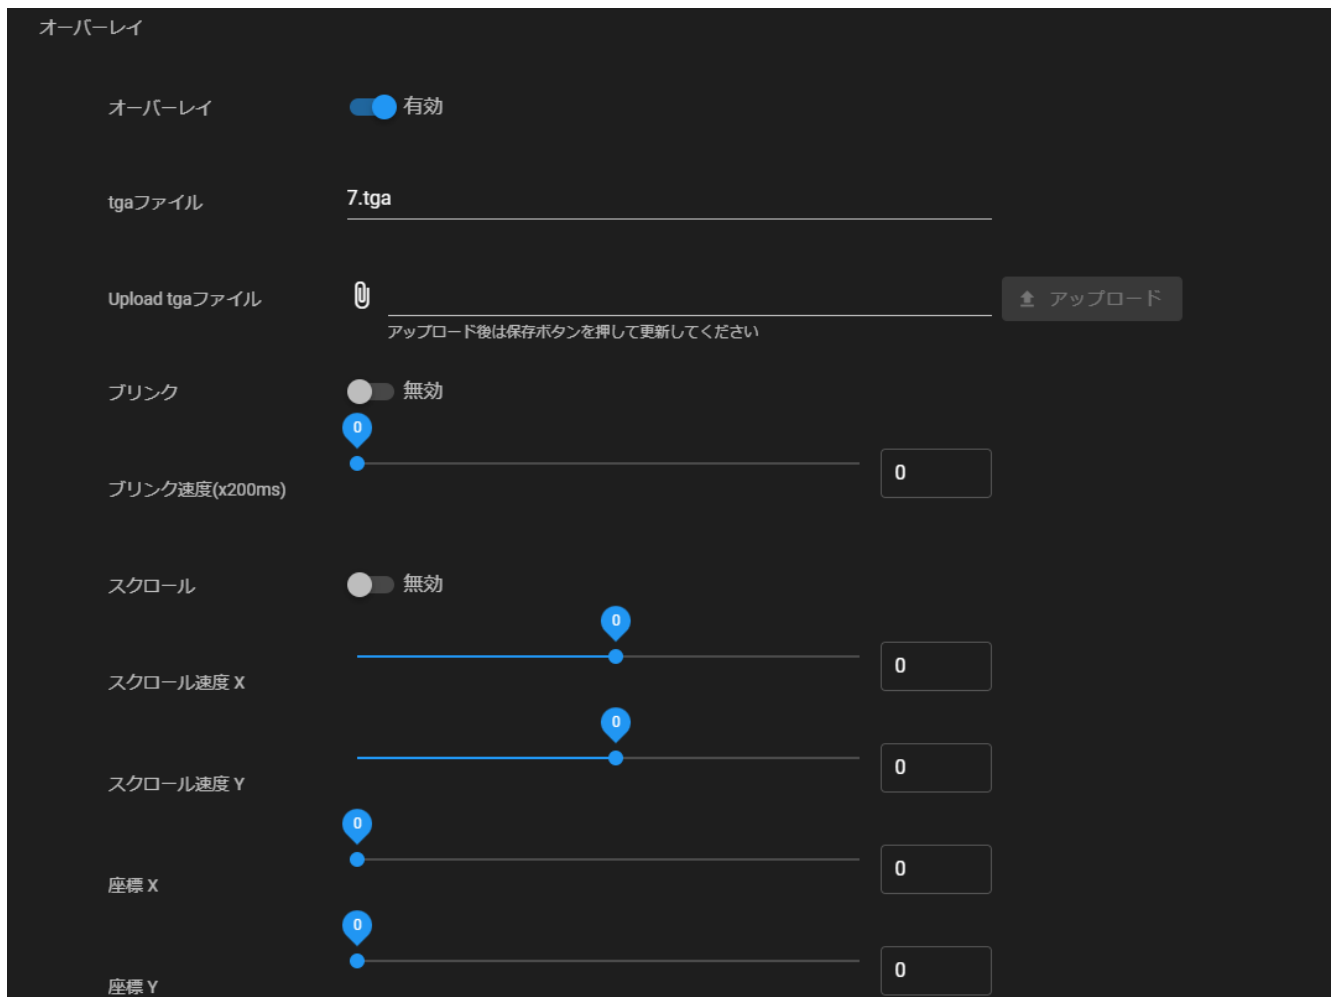 オーバーレイ
オーバーレイ 有効
tgaファイル 7.tga
Upload tgaファイル アップロード
アップロード後は保存ボタンを押して更新してください
ブリンク 無効
0
ブリンク速度(x200ms) 0
スクロール 無効
0
スクロール速度 X 0
0
スクロール速度 Y 0
0
座標 X 0
0
座標 Y 0